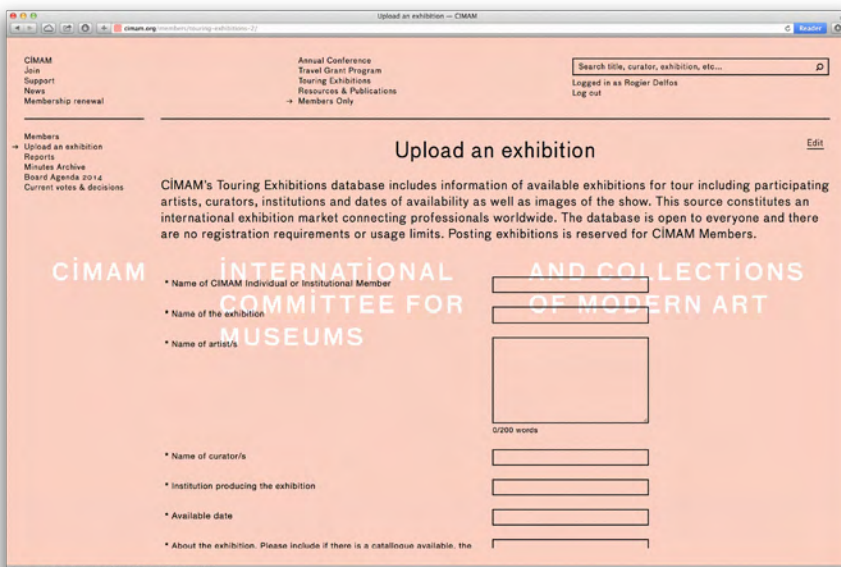 Upload an exhibition — CIMAM
cimam.org/members/touring-exhibitions-2/
Reader
CİMAM
Join
Support
News
Membership renewal
Annual Conference
Travel Grant Program
Touring Exhibitions
Resources & Publications
→ Members Only
Search title, curator, exhibition, etc...
Logged in as Rogier Delfos
Log out
Members
→ Upload an exhibition
Reports
Minutes Archive
Board Agenda 2014
Current votes & decisions
Upload an exhibition
Edit
CİMAM's Touring Exhibitions database includes information of available exhibitions for tour including participating
artists, curators, institutions and dates of availability as well as images of the show. This source constitutes an
international exhibition market connecting professionals worldwide. The database is open to everyone and there
are no registration requirements or usage limits. Posting exhibitions is reserved for CİMAM Members.
CİMAM
İNTERNATİONAL
COMMİTTEE FOR
MUSEUMS
AND COLLECTİONS
OF MODERN ART
* Name of CIMAM Individual or Institutional Member
* Name of the exhibition
* Name of artist/s
0/200 words
* Name of curator/s
* Institution producing the exhibition
* Available date
* About the exhibition. Please include if there is a catallogue available, the